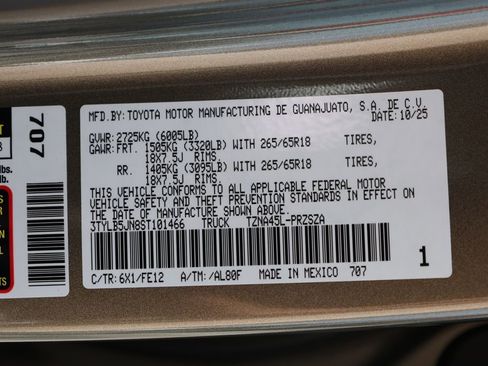 MFD.BY: TOYOTA MOTOR MANUFACTURING DE GUANAJUATO, S.A. DE C.V.
10/25
GVWR: 2725KG (6005LB)
GAWR: FRT. 1505KG (3320LB) WITH 265/65R18 TIRES,
18X7.5J RIMS.
RR. 1405KG (3095LB) WITH 265/65R18 TIRES,
18X7.5J RIMS.
THIS VEHICLE CONFORMS TO ALL APPLICABLE FEDERAL MOTOR
VEHICLE SAFETY AND THEFT PREVENTION STANDARDS IN EFFECT ON
THE DATE OF MANUFACTURE SHOWN ABOVE
3TYLB5JN8ST101466 TRUCK TZNA45L-PRZSZA
1
C/TR: 6X1/FE12 A/TM: /AL80F MADE IN MEXICO 707
707
lbs.
lb.